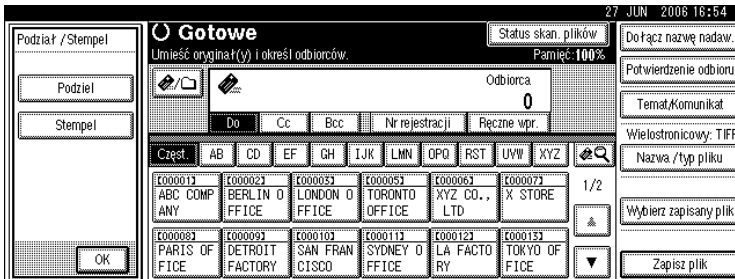 27 JUN 2006 16:54
Podział / Stempel
Podziel
Stempel
OK
Gotowe
Status skan. plików
Umieść oryginał(y) i określ odbiorców.
Pamięć:100%
Odbiorca
0
Do Cc Bcc Nr rejestracji Ręczne wpr.
Częst. AB CD EF GH IJK LMN OPQ RST UVW XYZ
[00001] [00002] [00003] [00005] [00006] [00007]
ABC COMP BERLIN O LONDON O TORONTO XYZ CO., X STORE
ANY FFICE FFICE OFFICE LTD
1/2
[00008] [00009] [00010] [00011] [00012] [00013]
PARIS OF DETROIT SAN FRAN SYDNEY O LA FACTO TOKYO OF
FICE FACTORY CISCO FFICE RY FICE
Dołącz nazwę nadaw.
Potwierdzenie odbioru
Temat/Komunikat
Wielostronicowy: TIFF
Nazwa / typ pliku
Wybierz zapisany plik
Zapisz plik